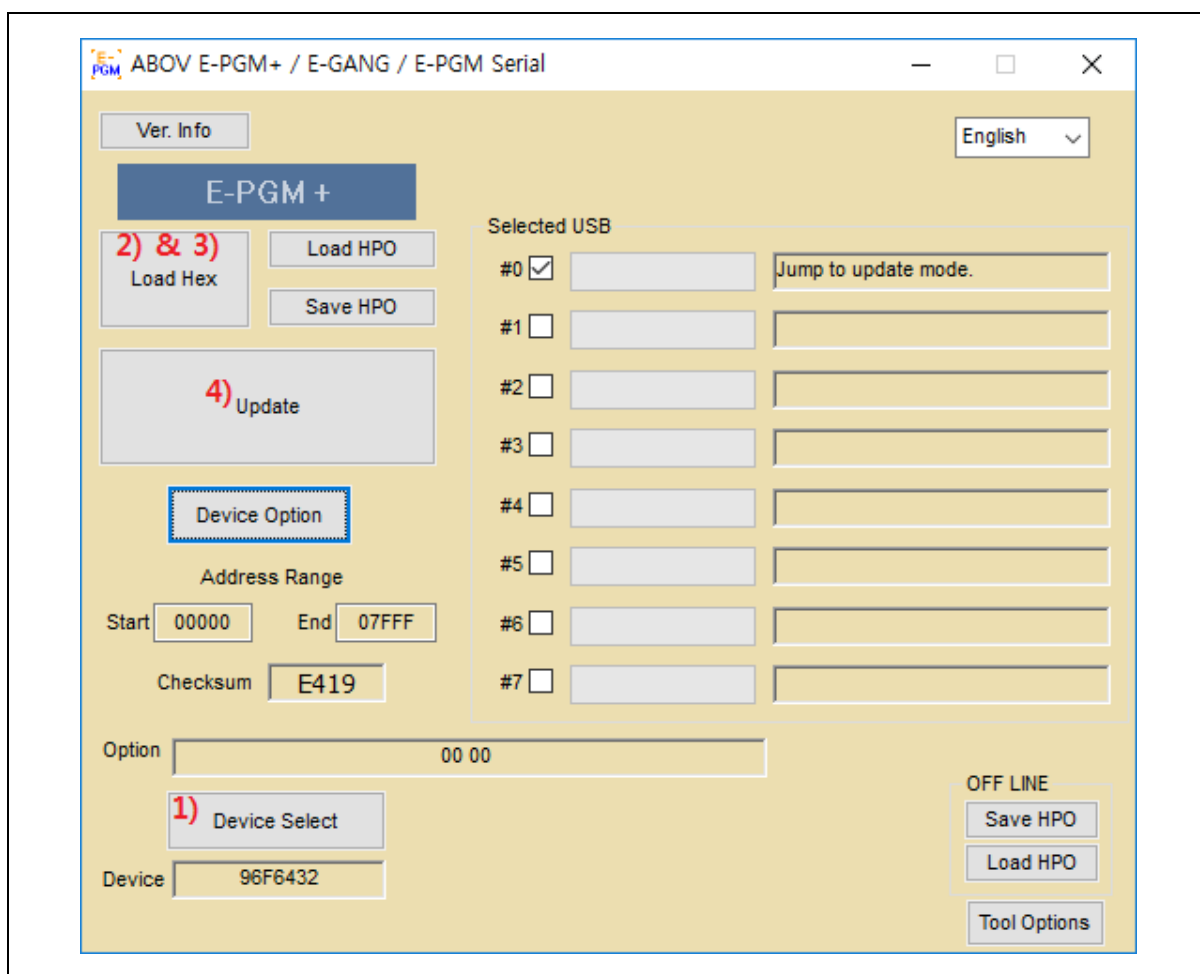 E-PGM ABOV E-PGM+ / E-GANG / E-PGM Serial
Ver. Info
English
E-PGM +
Selected USB
2) & 3)
Load Hex
Load HPO
Save HPO
#0
Jump to update mode.
#1
#2
4) Update
#3
Device Option
#4
Address Range
#5
Start 00000 End 07FFF
#6
Checksum E419
#7
Option 00 00
OFF LINE
1) Device Select
Save HPO
Load HPO
Device 96F6432
Tool Options